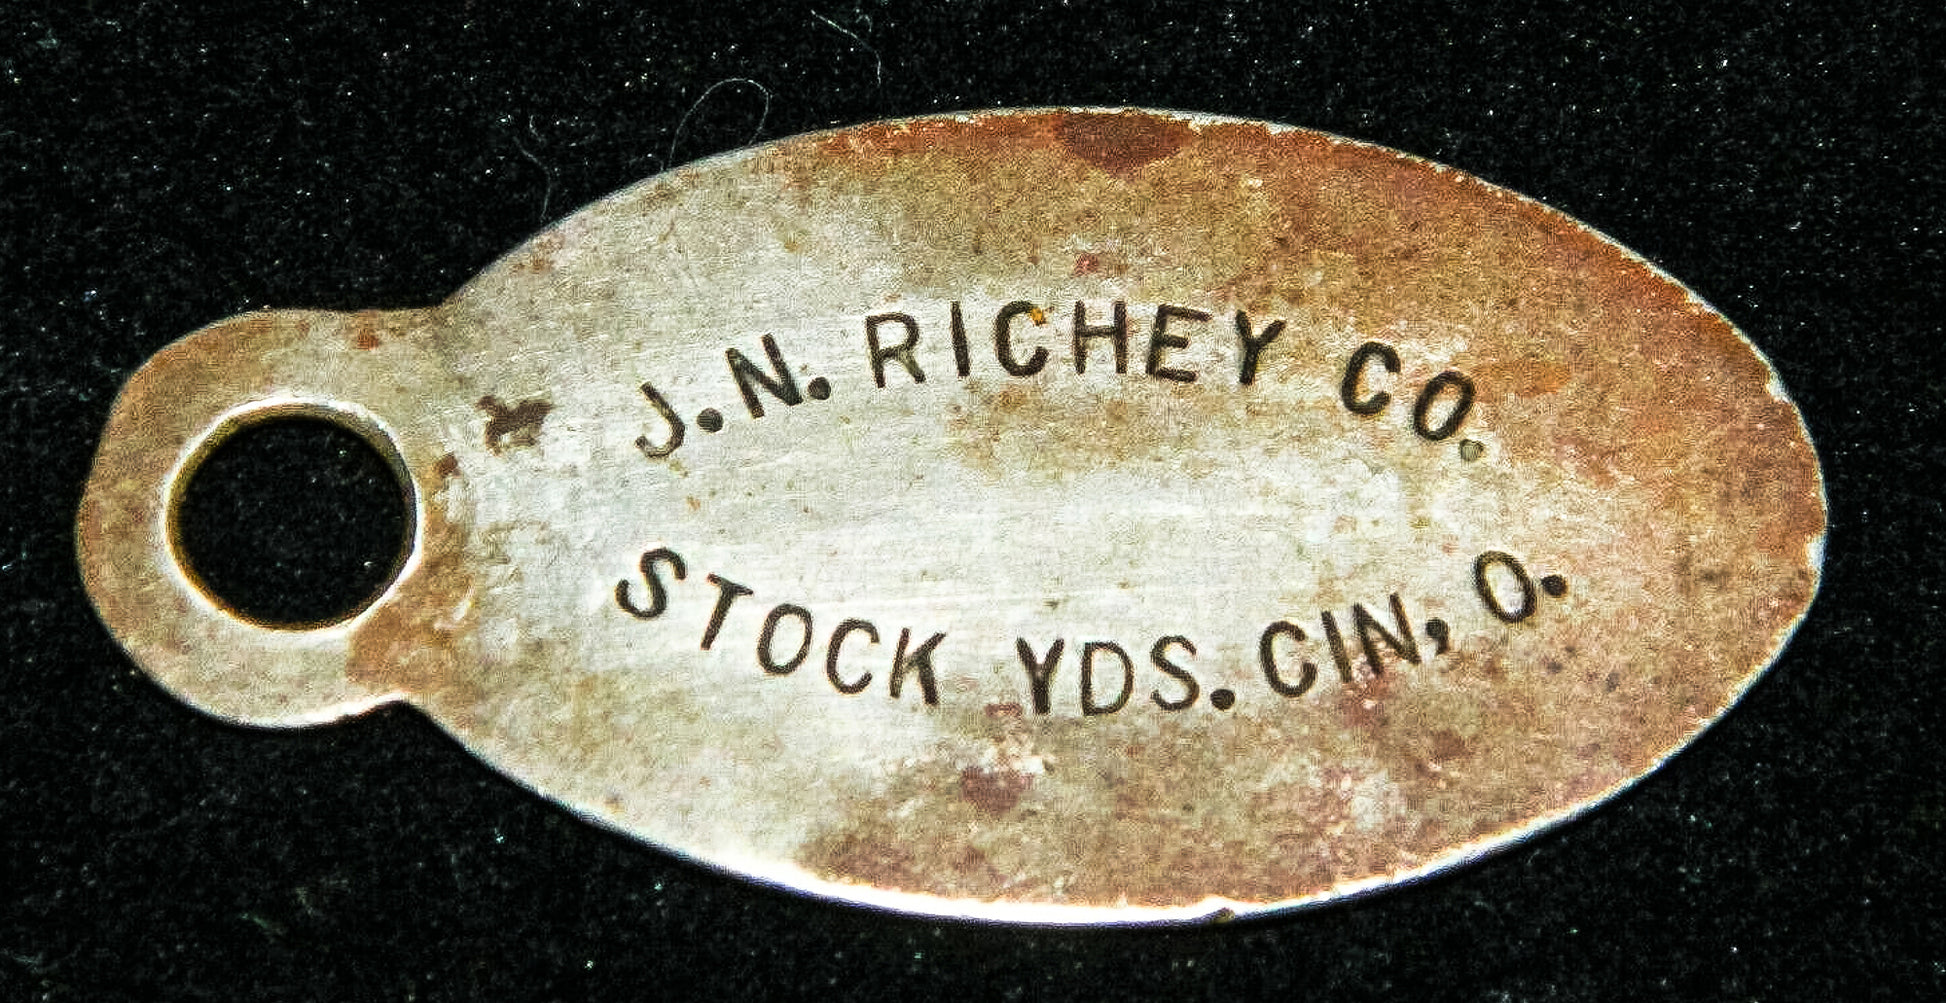 J.N. RICHEY CO.
STOCK YDS. CIN, O.